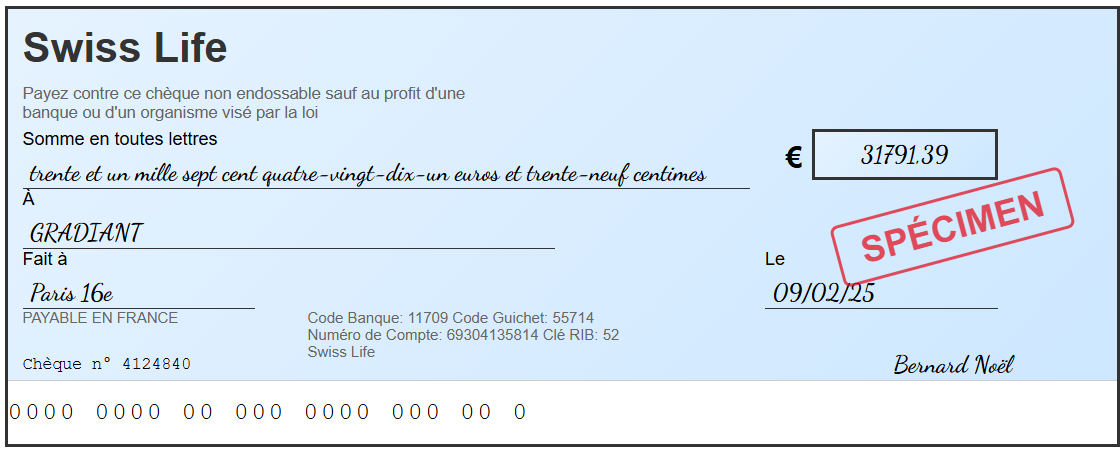 Swiss Life
Payez contre ce chèque non endossable sauf au profit d'une
banque ou d'un organisme visé par la loi
Somme en toutes lettres
€ 31791.39
trente et un mille sept cent quatre-vingt-dix-un euros et trente-neuf centimes
À
GRADIANT
SPÉCIMEN
Fait à
Le
Paris 16e
09/02/25
PAYABLE EN FRANCE
Code Banque: 11709 Code Guichet: 55714
Numéro de Compte: 69304135814 Clé RIB: 52
Swiss Life
Chèque n° 4124840
Bernard Noël
0000 0000 00 000 0000 000 00 0